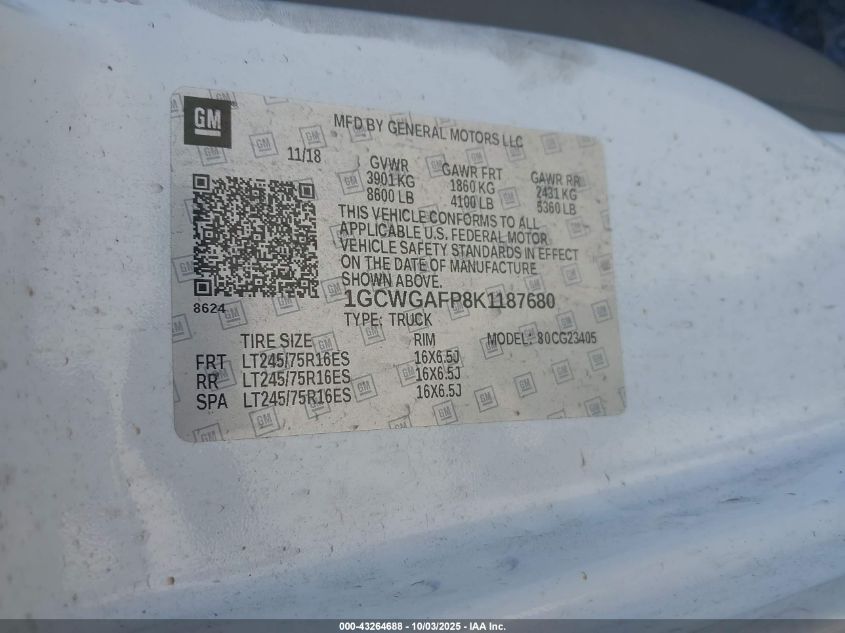 GM
MFD BY GENERAL MOTORS LLC
11/18
GVWR GAWR FRT GAWR RR
3901 KG 1860 KG 2431 KG
8600 LB 4100 LB 5360 LB
THIS VEHICLE CONFORMS TO ALL
APPLICABLE U.S. FEDERAL MOTOR
VEHICLE SAFETY STANDARDS IN EFFECT
ON THE DATE OF MANUFACTURE
SHOWN ABOVE.
8624
1GCWGAFP8K1187680
TYPE: TRUCK
MODEL: 80CG23405
TIRE SIZE RIM
FRT LT245/75R16ES 16X6.5J
RR LT245/75R16ES 16X6.5J
SPA LT245/75R16ES 16X6.5J
000-43264688 - 10/03/2025 - IAA Inc.